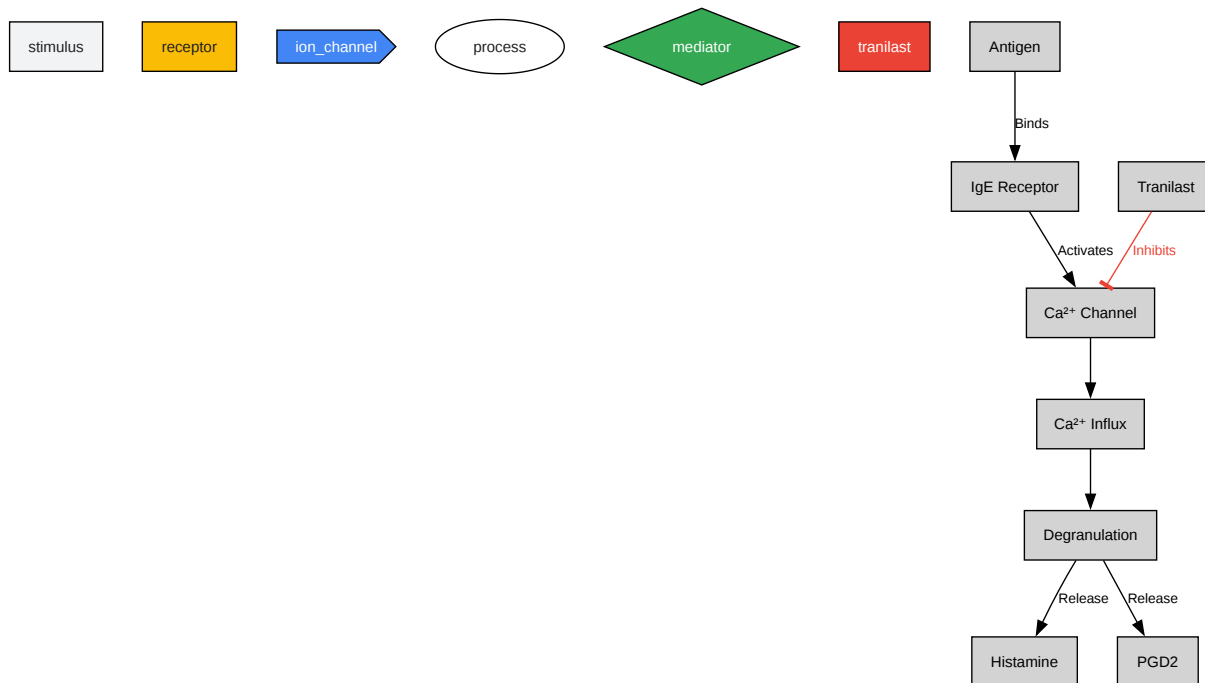 stimulus
receptor
ion_channel
process
mediator
tranilast
Antigen
Binds
IgE Receptor
Tranilast
Activates
Inhibits
Ca²⁺ Channel
Ca²⁺ Influx
Degranulation
Release
Release
Histamine
PGD2